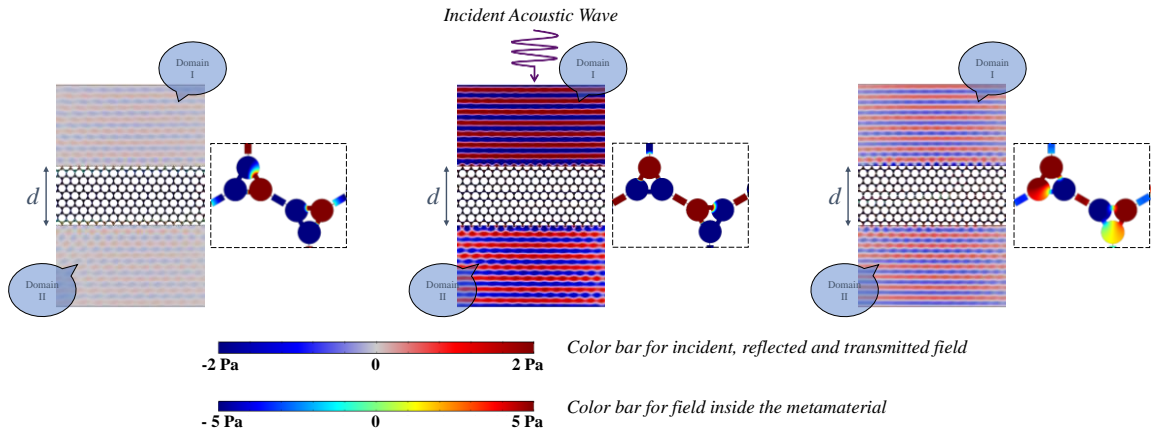 Incident Acoustic Wave
Domain
I
Domain
I
Domain
I
d
d
d
Domain
II
Domain
II
Domain
II
-2 Pa
0
2 Pa
Color bar for incident, reflected and transmitted field
- 5 Pa
0
5 Pa
Color bar for field inside the metamaterial